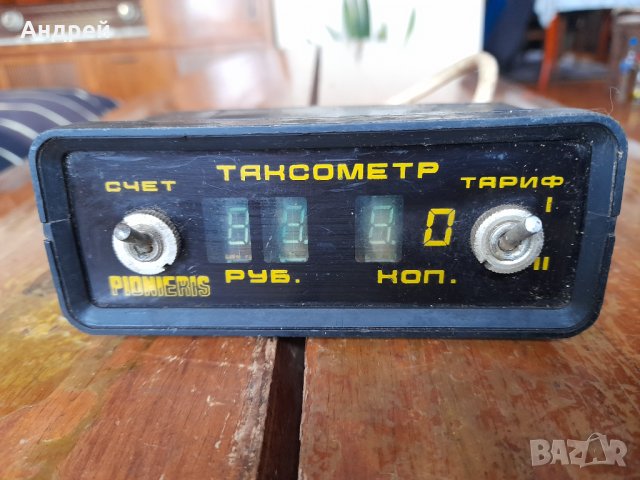 Андрей
ТАКСОМЕТР
СЧЕТ
ТАРИФ
I
0
PIONIERIS
РУБ.
КОП.
II
BAZAR